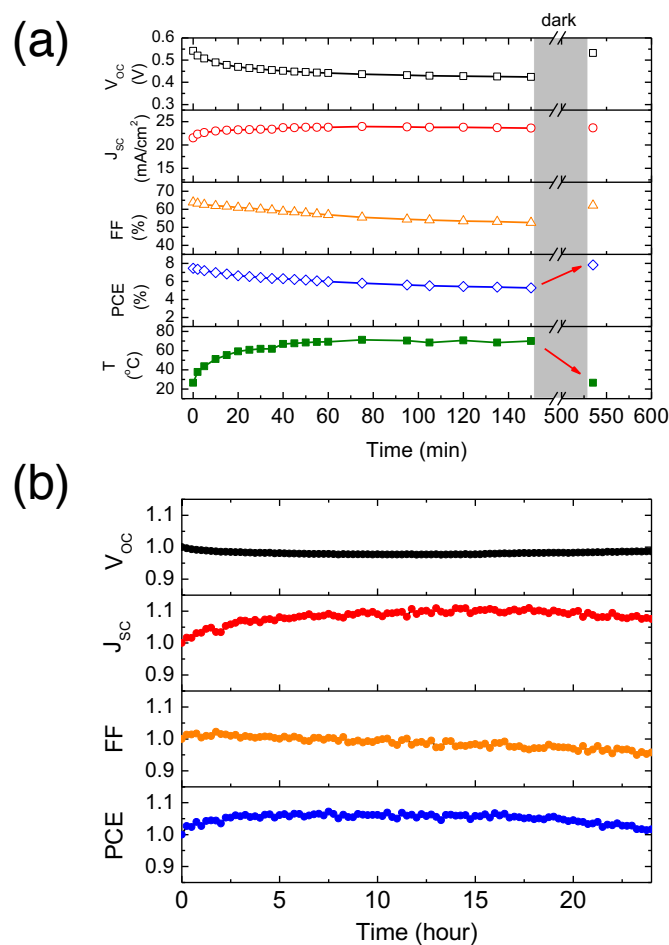 (a)
dark
0.6
0.5
0.4
0.3
V_OC
(V)
25
20
15
J_SC
(mA/cm²)
70
60
50
40
FF
(%)
8
6
4
2
PCE
(%)
80
60
40
20
T
(°C)
0 20 40 60 80 100 120 140 500 550 600
Time (min)
(b)
1.1
1.0
0.9
V_OC
1.1
1.0
0.9
J_SC
1.1
1.0
0.9
FF
1.1
1.0
0.9
PCE
0 5 10 15 20
Time (hour)